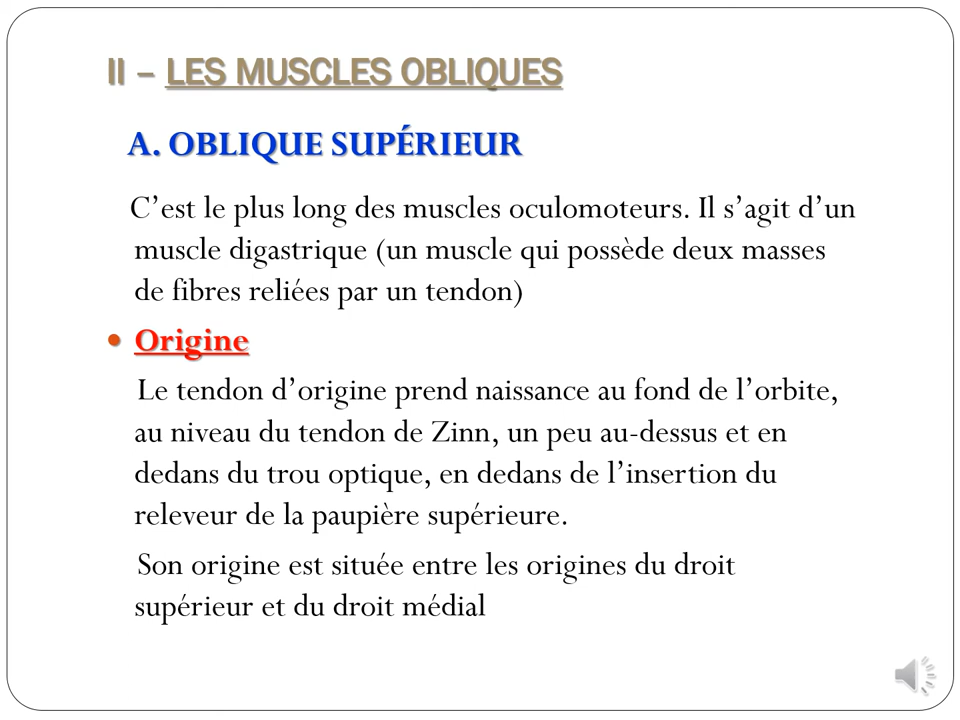 II – LES MUSCLES OBLIQUES
A. OBLIQUE SUPÉRIEUR
C’est le plus long des muscles oculomoteurs. Il s’agit d’un
muscle digastrique (un muscle qui possède deux masses
de fibres reliées par un tendon)
• Origine
Le tendon d’origine prend naissance au fond de l’orbite,
au niveau du tendon de Zinn, un peu au-dessus et en
dedans du trou optique, en dedans de l’insertion du
releveur de la paupière supérieure.
Son origine est située entre les origines du droit
supérieur et du droit médial